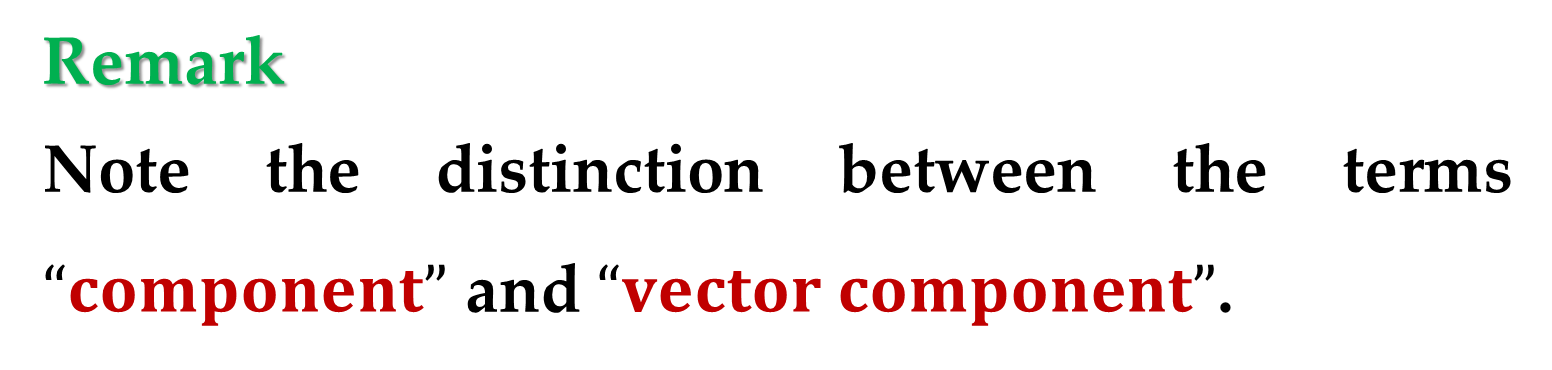 Remark
Note the distinction between the terms
“component” and “vector component”.